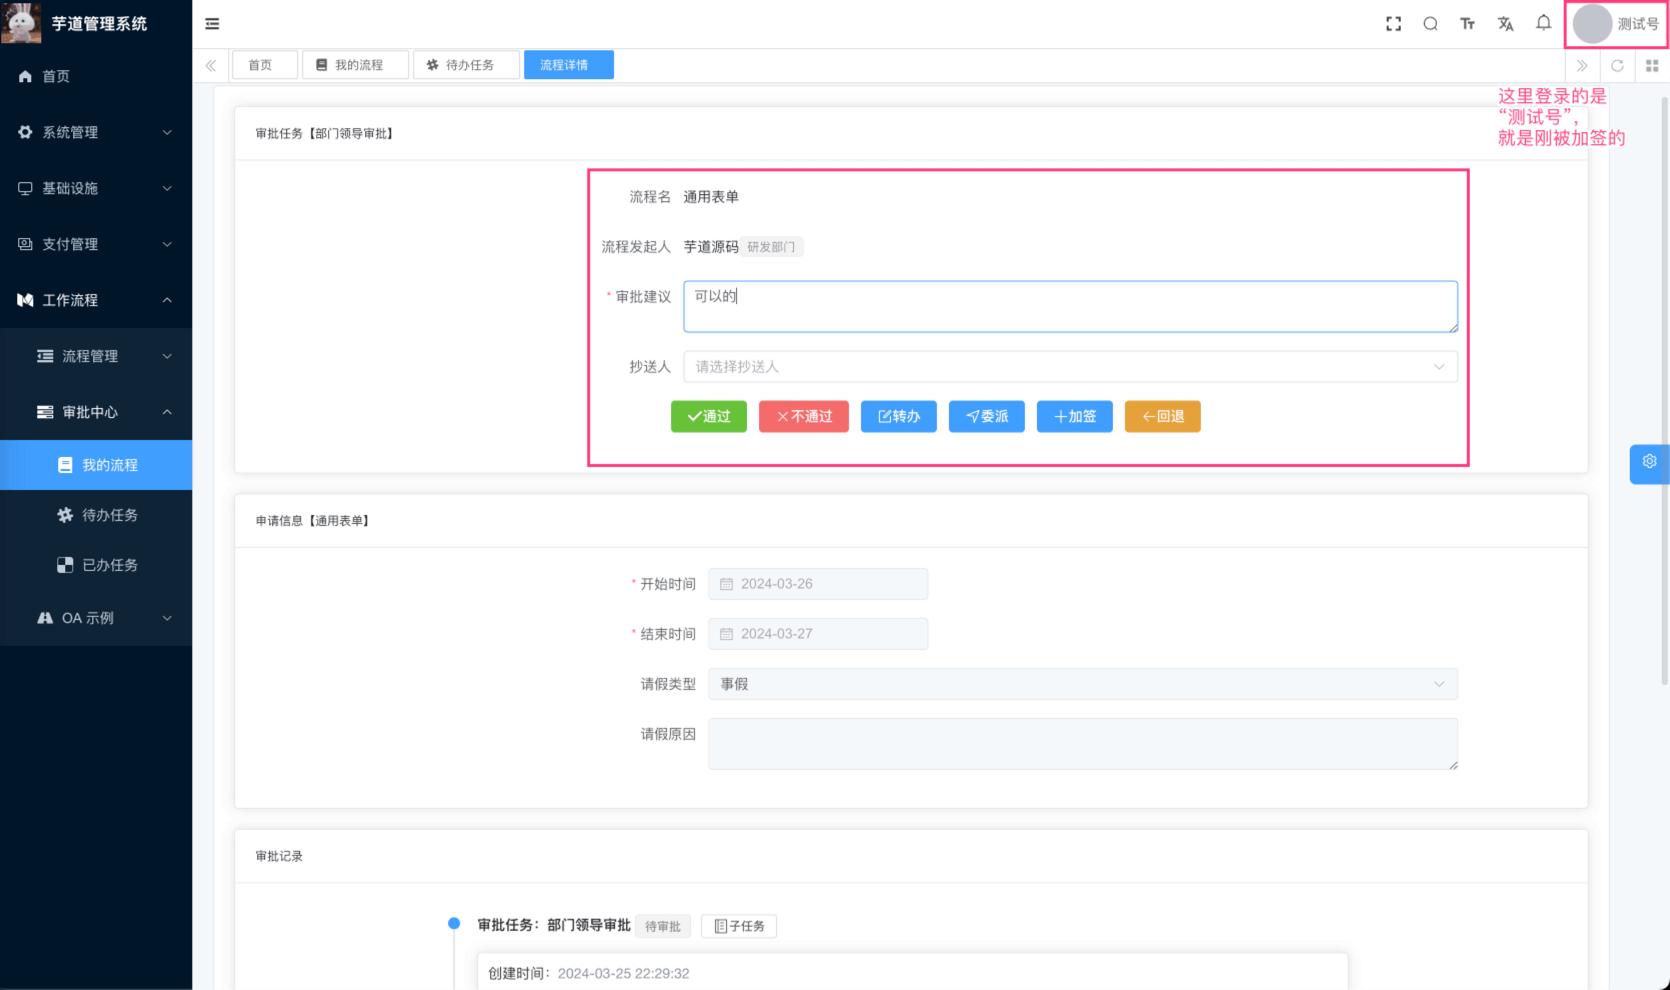 芋道管理系统
测试号
首页
我的流程
待办任务
流程详情
首页
系统管理
基础设施
支付管理
工作流程
流程管理
审批中心
我的流程
待办任务
已办任务
OA 示例
这里登录的是
“测试号”，
就是刚被加签的
审批任务【部门领导审批】
流程名 通用表单
流程发起人 芋道源码 研发部门
* 审批建议 可以的
抄送人 请选择抄送人
通过 不通过 转办 委派 加签 回退
申请信息【通用表单】
* 开始时间 2024-03-26
* 结束时间 2024-03-27
请假类型 事假
请假原因
审批记录
审批任务：部门领导审批 待审批 子任务
创建时间： 2024-03-25 22:29:32